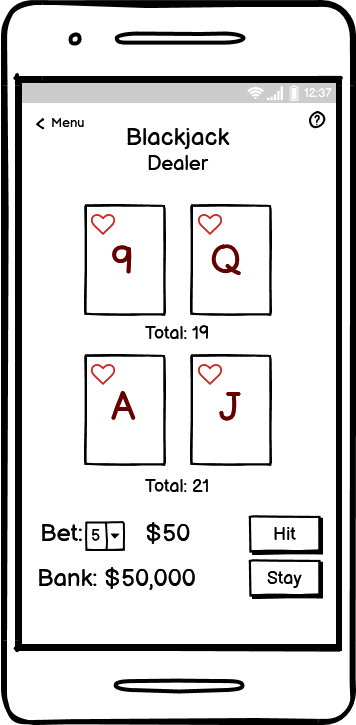 12:37
Menu
?
Blackjack
Dealer
9 Q
Total: 19
A J
Total: 21
Bet: 5 $50 Hit
Bank: $50,000 Stay